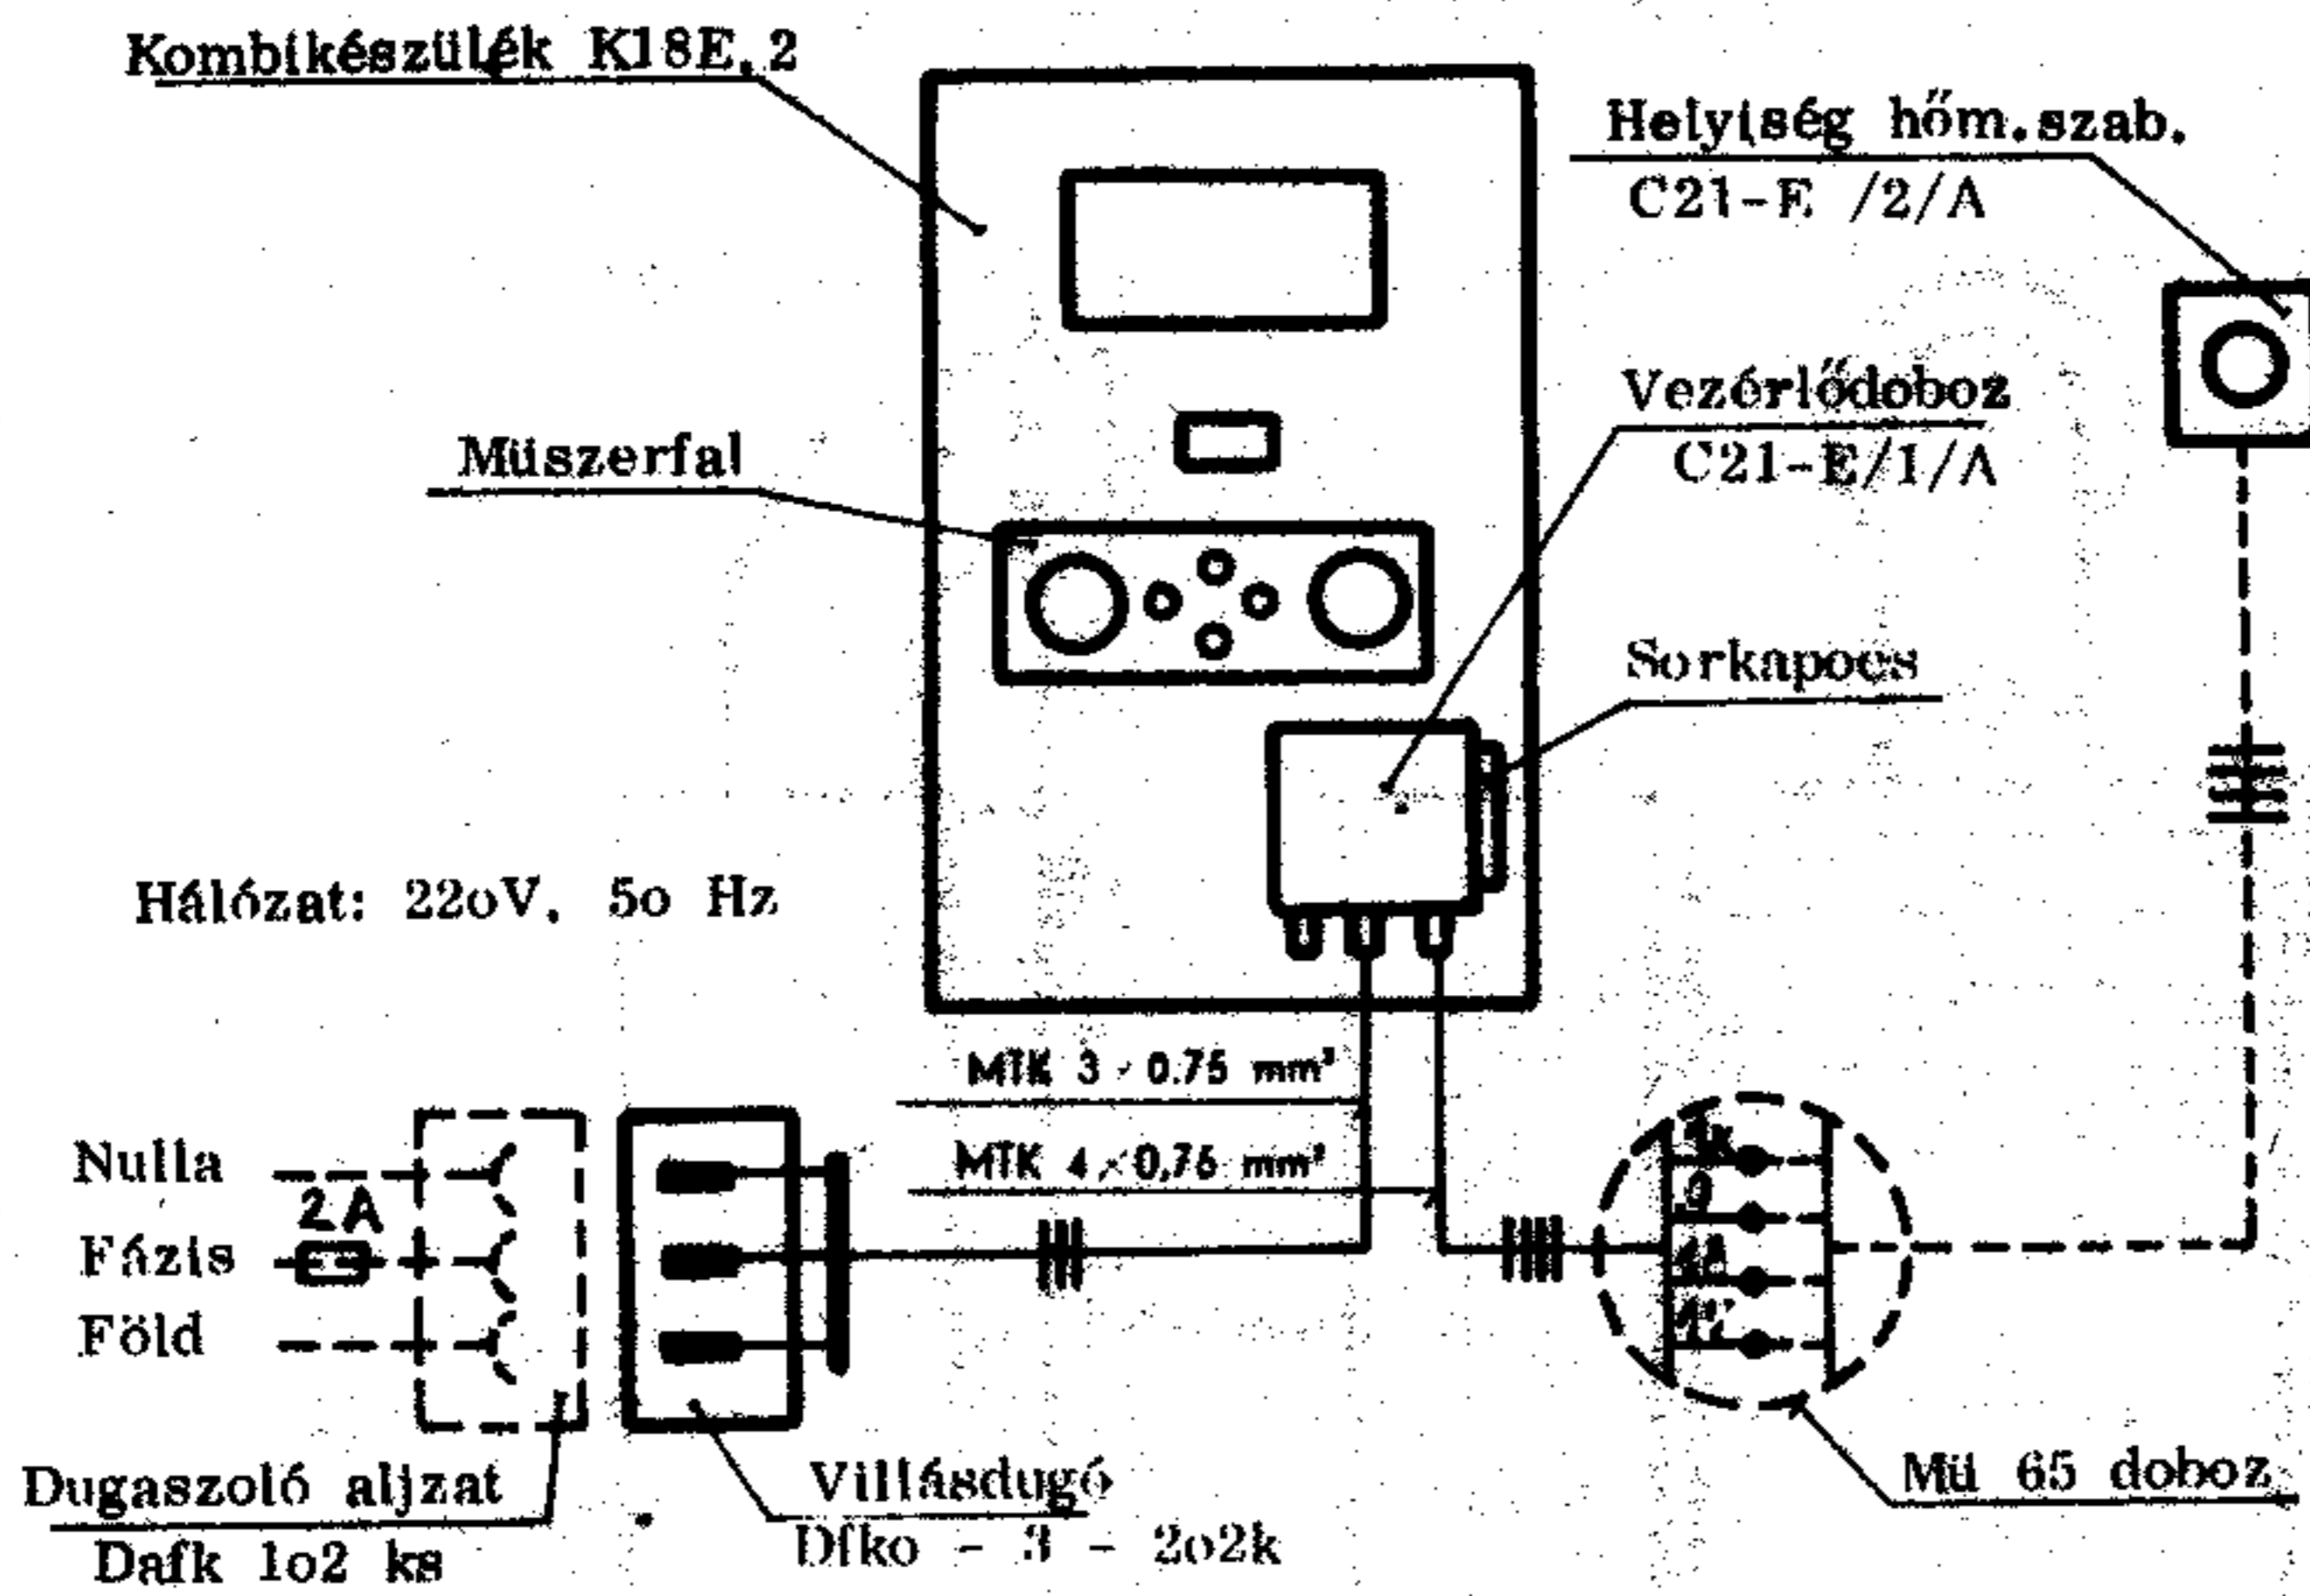 Kombikészülék K18E.2
Helyiség hőm.szab.
C21-E /2/A
Vezérlődoboz
C21-E/1/A
Müszerfal
Sorkapocs
Hálózat: 22oV. 5o Hz
MTK 3 × 0.75 mm²
MTK 4 × 0,75 mm²
Nulla
2 A
Fázis
Föld
Dugaszoló aljzat
Dafk 1o2 ks
Villásdugó
Dfko - 3 - 2o2k
Mü 65 doboz